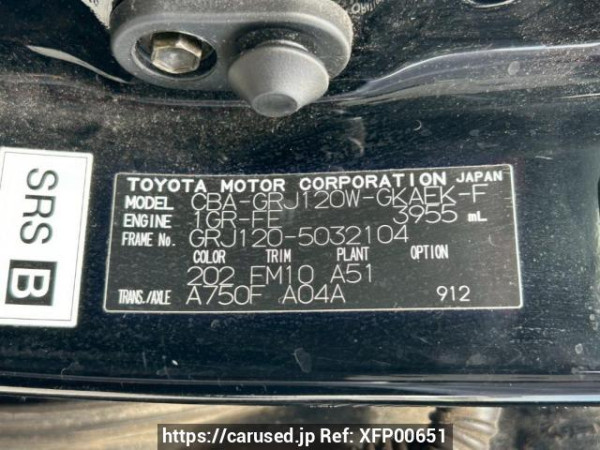 SRS B
TOYOTA MOTOR CORPORATION JAPAN
MODEL CBA-GRJ120W-GKAEK-F
ENGINE 1GR-FE 3955 mL
FRAME No. GRJ120-5032104
COLOR TRIM PLANT OPTION
202 FM10 A51
TRANS./AXLE A750F A04A 912
https://carused.jp Ref: XFP00651